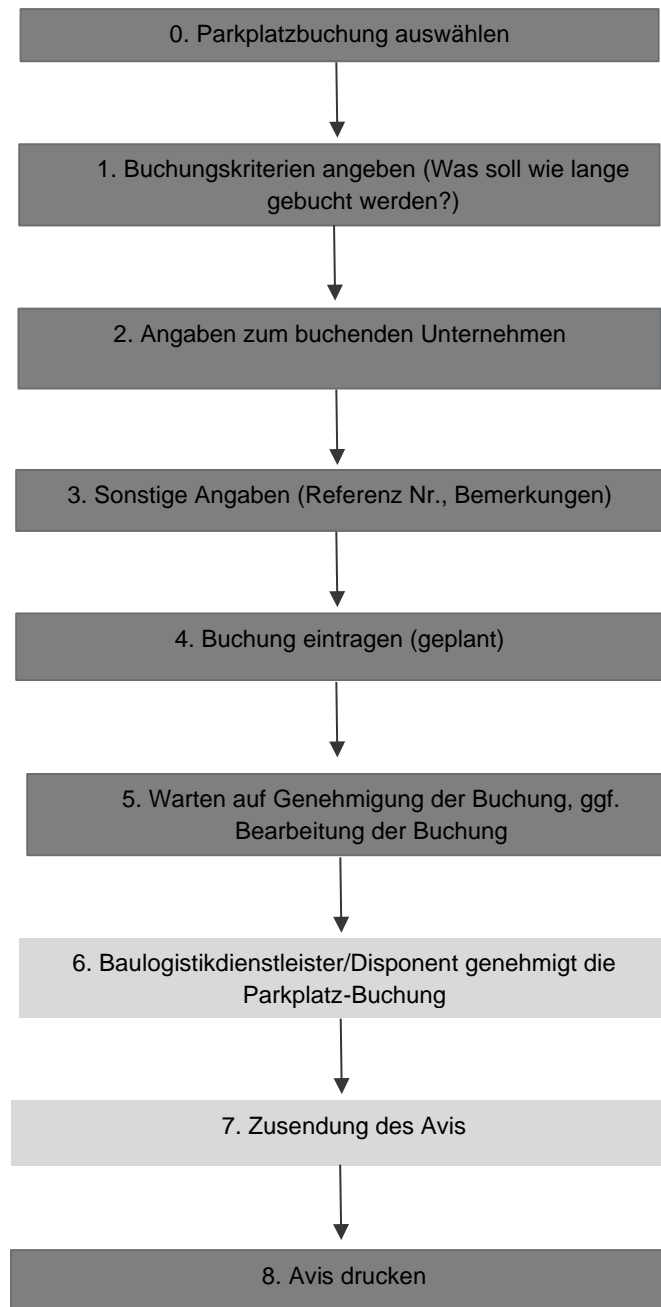 0. Parkplatzbuchung auswählen
1. Buchungskriterien angeben (Was soll wie lange
gebucht werden?)
2. Angaben zum buchenden Unternehmen
3. Sonstige Angaben (Referenz Nr., Bemerkungen)
4. Buchung eintragen (geplant)
5. Warten auf Genehmigung der Buchung, ggf.
Bearbeitung der Buchung
6. Baulogistikdienstleister/Disponent genehmigt die
Parkplatz-Buchung
7. Zusendung des Avis
8. Avis drucken